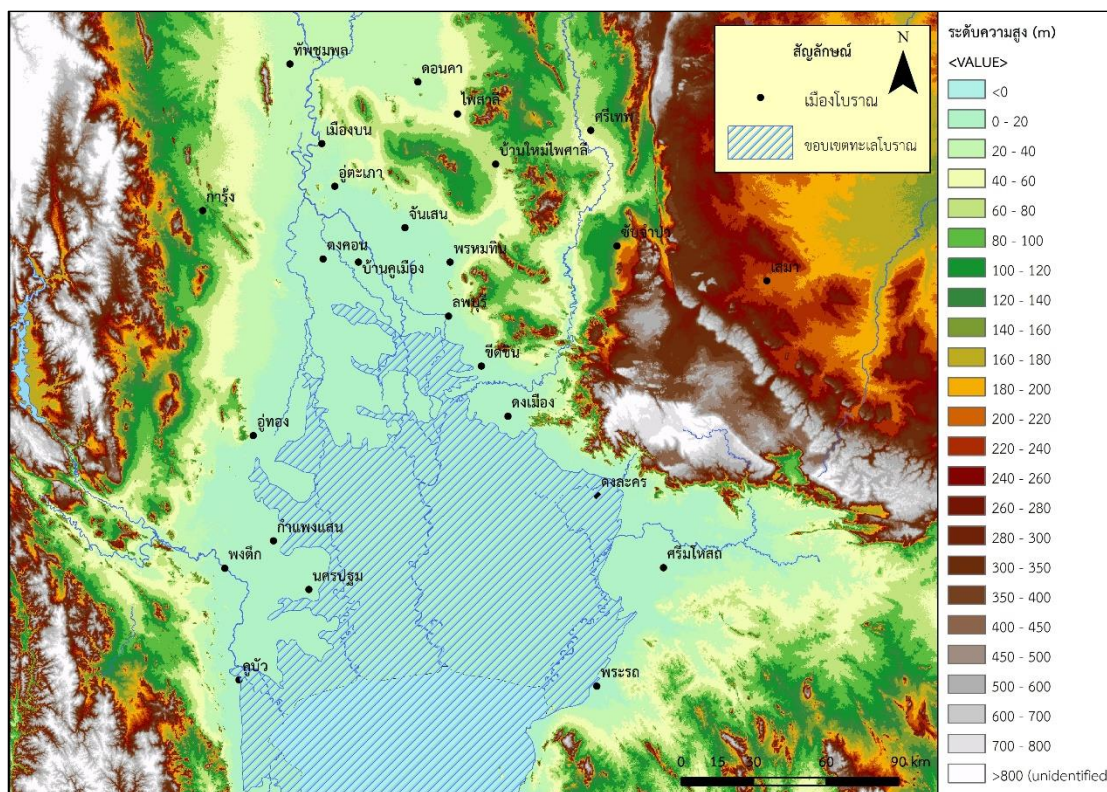 ระดับความสูง (m)
<VALUE>
<0
0 - 20
20 - 40
40 - 60
60 - 80
80 - 100
100 - 120
120 - 140
140 - 160
160 - 180
180 - 200
200 - 220
220 - 240
240 - 260
260 - 280
280 - 300
300 - 350
350 - 400
400 - 450
450 - 500
500 - 600
600 - 700
700 - 800
>800 (unidentified)
สัญลักษณ์
N
เมืองโบราณ
ขอบเขตทะเลโบราณ
ทัพชุมพล
ดอนคา
ไพสาลี
ศรีเทพ
เมืองบน
บ้านใหม่ไพศาลี
อู่ตะเภา
การุ้ง
จันเสน
ซับจำปา
ดงคอน
บ้านคูเมือง
พรหมทิน
เสมา
ลพบุรี
ขีดขิน
ดงเมือง
อู่ทอง
ดงละคร
กำแพงแสน
พงตึก
ศรีมโหสถ
นครปฐม
คูบัว
พระรถ
0 15 30 60 90 km